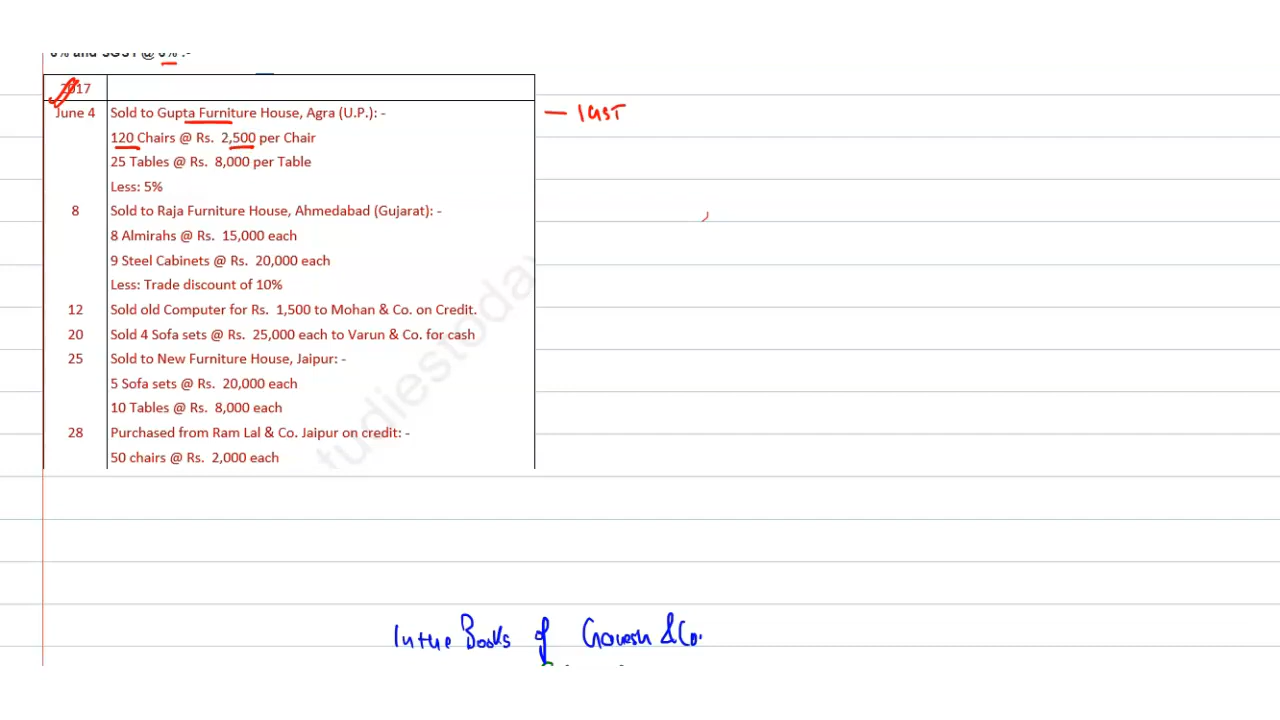 6% and SGST @ 6% :-
2017
June 4 Sold to Gupta Furniture House, Agra (U.P.): - — IGST
120 Chairs @ Rs. 2,500 per Chair
25 Tables @ Rs. 8,000 per Table
Less: 5%
8 Sold to Raja Furniture House, Ahmedabad (Gujarat): -
8 Almirahs @ Rs. 15,000 each
9 Steel Cabinets @ Rs. 20,000 each
Less: Trade discount of 10%
12 Sold old Computer for Rs. 1,500 to Mohan & Co. on Credit.
20 Sold 4 Sofa sets @ Rs. 25,000 each to Varun & Co. for cash
25 Sold to New Furniture House, Jaipur: -
5 Sofa sets @ Rs. 20,000 each
10 Tables @ Rs. 8,000 each
28 Purchased from Ram Lal & Co. Jaipur on credit: -
50 chairs @ Rs. 2,000 each
tudiestoday
In the Books of &Co.